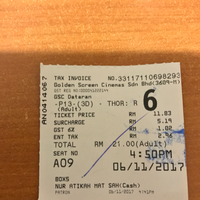 TAX INVOICE NO.33117110698293
Golden Screen Cinemas Sdn Bhd(3609-M)
GSC Dataran
-P13-(3D) - THOR: R 6
(Adult)
TICKET PRICE RM 11.83
SURCHARGE RM 5.19
GST 6% RM 1.02
ENT TAX RM 2.96
TOTAL RM 21.00(Adult)
SEAT NO 4:50PM
A09 06/11/2017
BOX5
NUR ATIKAH MAT SAH(Cash)
AN0414067